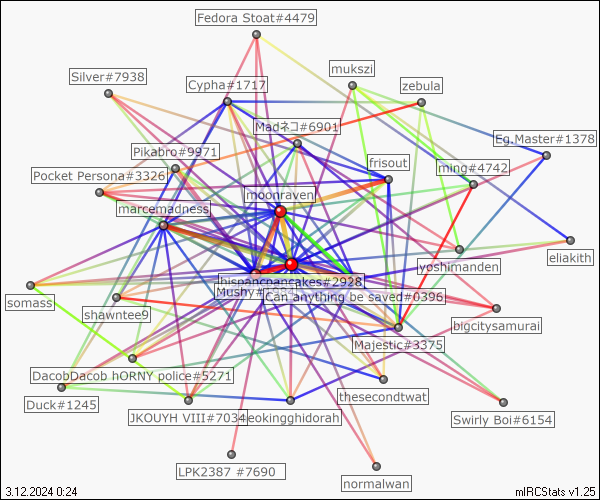 Fedora Stoat#4479
Silver#7938
mukszi
Cypha#1717
zebula
Madネコ#6901
Eg.Master#1378
Pikabro#9971
frisout
ming#4742
Pocket Persona#3326
moonraven
marcemadness
eliakith
yoshimanden
hispancpancakes#2928
Mushy
Can anything be saved#0396
somass
shawntee9
bigcitysamurai
Majestic#3375
DacobDacob hORNY police#5271
thesecondtwat
Duck#1245
JKOUYH VIII#7034
eokingghidorah
Swirly Boi#6154
LPK2387 #7690
normalwan
3.12.2024 0:24
mIRCStats v1.25